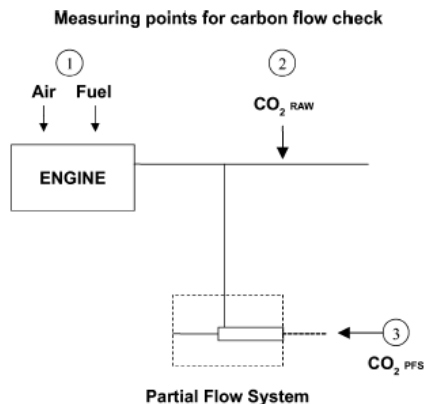 Measuring points for carbon flow check
1 2
Air Fuel
CO₂ RAW
ENGINE
3
CO₂ PFS
Partial Flow System